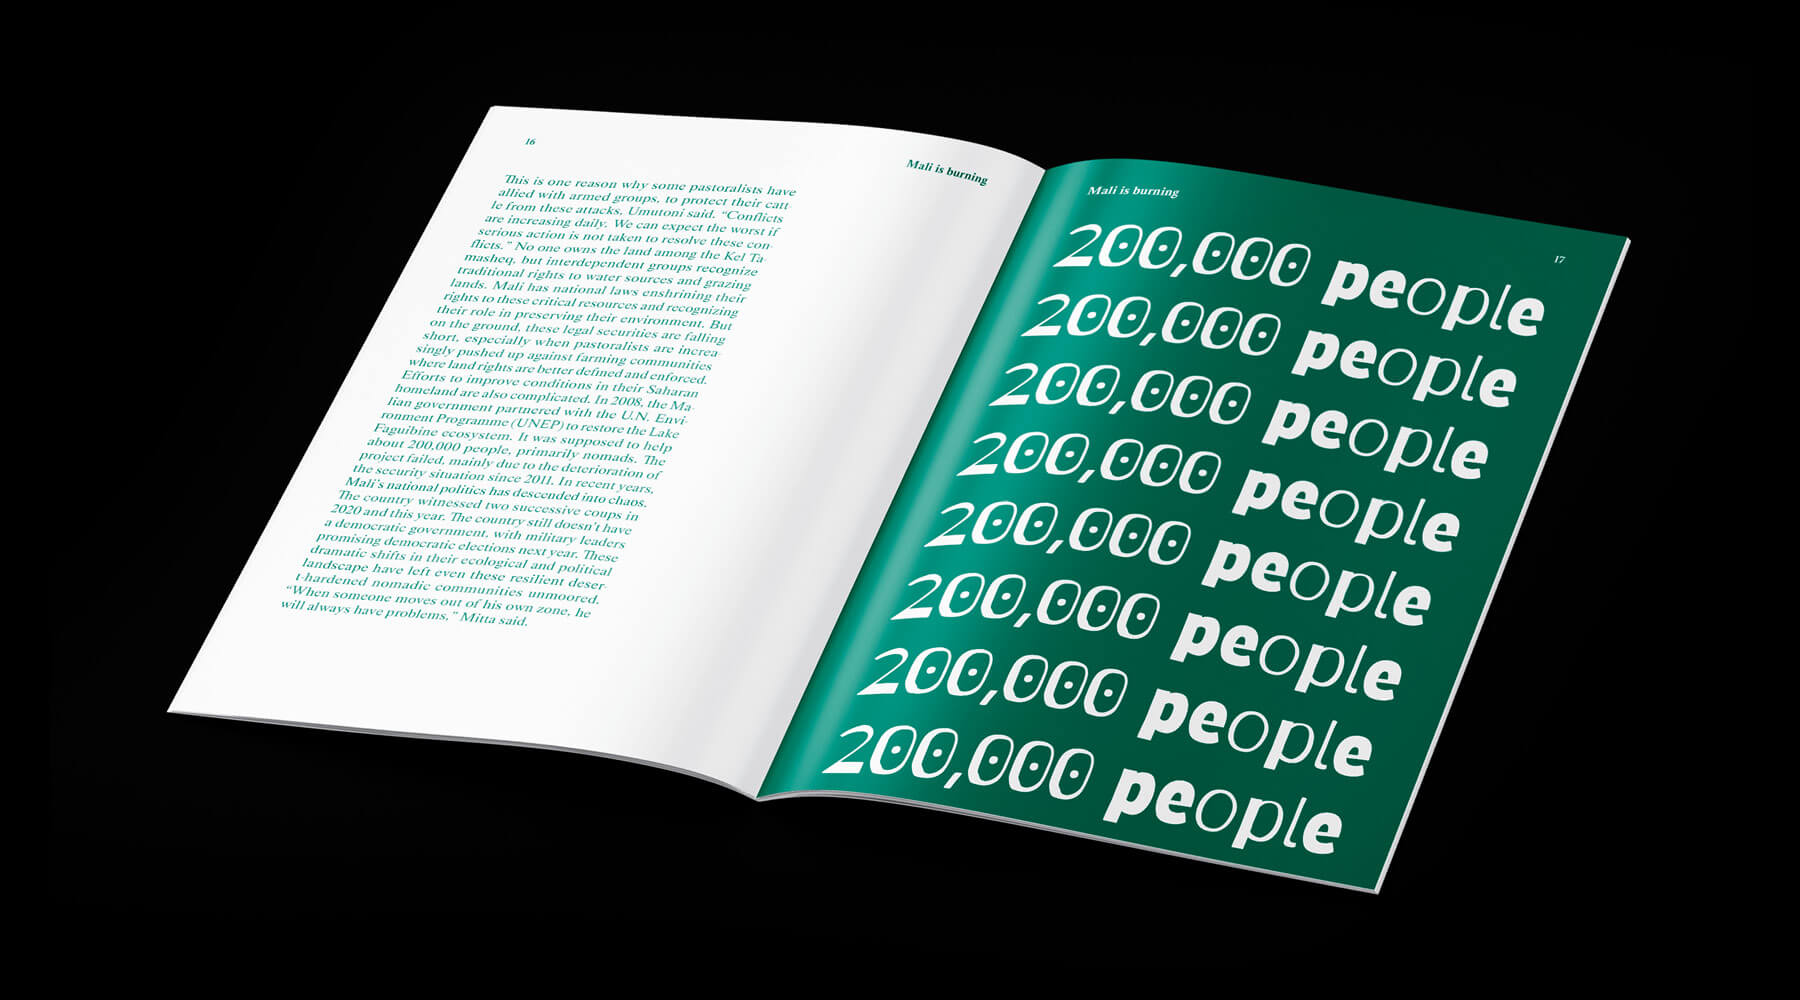 16
Mali is burning
This is one reason why some pastoralists have
allied with armed groups, to protect their catt-
le from these attacks, Umutoni said. “Conflicts
are increasing daily. We can expect the worst if
serious action is not taken to resolve these con-
flicts.” No one owns the land among the Kel Ta-
masheq, but interdependent groups recognize
traditional rights to water sources and grazing
lands. Mali has national laws enshrining their
rights to these critical resources and recognizing
their role in preserving their environment. But
on the ground, these legal securities are falling
short, especially when pastoralists are increa-
singly pushed up against farming communities
where land rights are better defined and enforced.
Efforts to improve conditions in their Saharan
homeland are also complicated. In 2008, the Ma-
lian government partnered with the U.N. Envi-
ronment Programme (UNEP) to restore the Lake
Faguibine ecosystem. It was supposed to help
about 200,000 people, primarily nomads. The
project failed, mainly due to the deterioration of
the security situation since 2011. In recent years,
Mali’s national politics has descended into chaos.
The country witnessed two successive coups in
2020 and this year. The country still doesn’t have
a democratic government, with military leaders
promising democratic elections next year. These
dramatic shifts in their ecological and political
landscape have left even these resilient deser-
t-hardened nomadic communities unmoored.
“When someone moves out of his own zone, he
will always have problems,” Mitta said.
Mali is burning
17
200,000 people
200,000 people
200,000 people
200,000 people
200,000 people
200,000 people
200,000 people
200,000 people